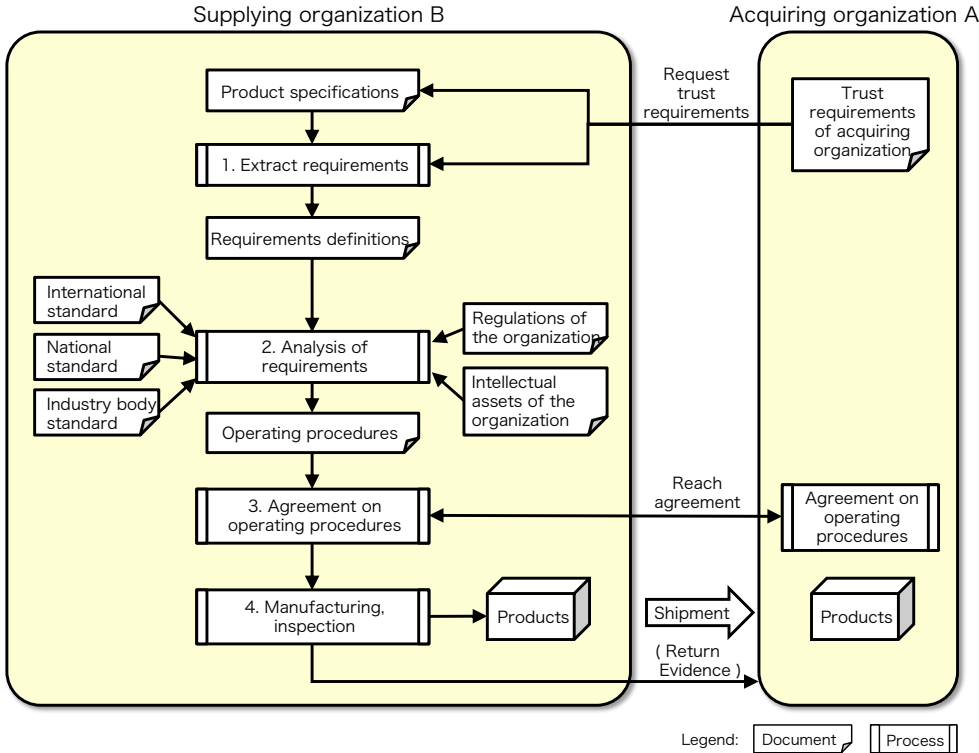 Supplying organization B
Acquiring organization A
Product specifications
Request
trust
requirements
Trust
requirements
of acquiring
organization
1. Extract requirements
Requirements definitions
International
standard
National
standard
Industry body
standard
2. Analysis of
requirements
Regulations of
the organization
Intellectual
assets of the
organization
Operating procedures
3. Agreement on
operating procedures
Reach
agreement
Agreement on
operating
procedures
4. Manufacturing,
inspection
Products
Shipment
Products
( Return
Evidence )
Legend:
Document
Process